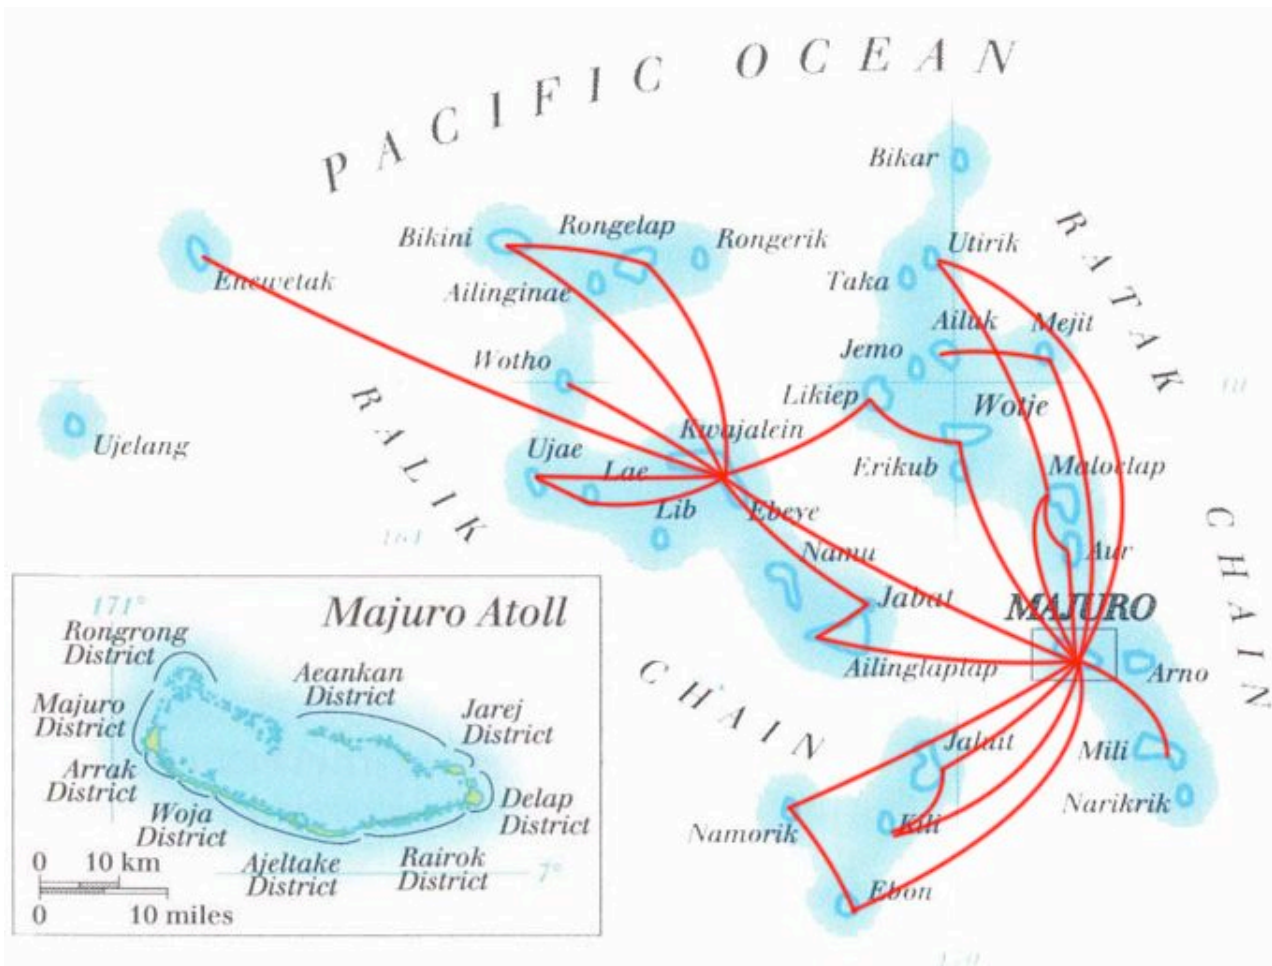 PACIFIC OCEAN
Bikar
RATAK
CHAIN
Bikini
Rongelap
Rongerik
Utirik
Enewetak
Ailinginae
Taka
Ailuk
Mejit
Jemo
Wotho
Likiep
Wotje
RALIK
CHAIN
Ujelang
Kwajalein
Ujae
Lae
Erikub
Maloelap
Lib
Ebeye
Namu
Aur
Jabat
MAJURO
Ailinglaplap
Arno
Jaluit
Mili
Narikrik
Namorik
Kili
Ebon
171°
Majuro Atoll
Rongrong
District
Aeankan
District
Majuro
District
Jarej
District
Arrak
District
Woja
District
Delap
District
Ajeltake
District
Rairok
District
7°
0 10 km
0 10 miles